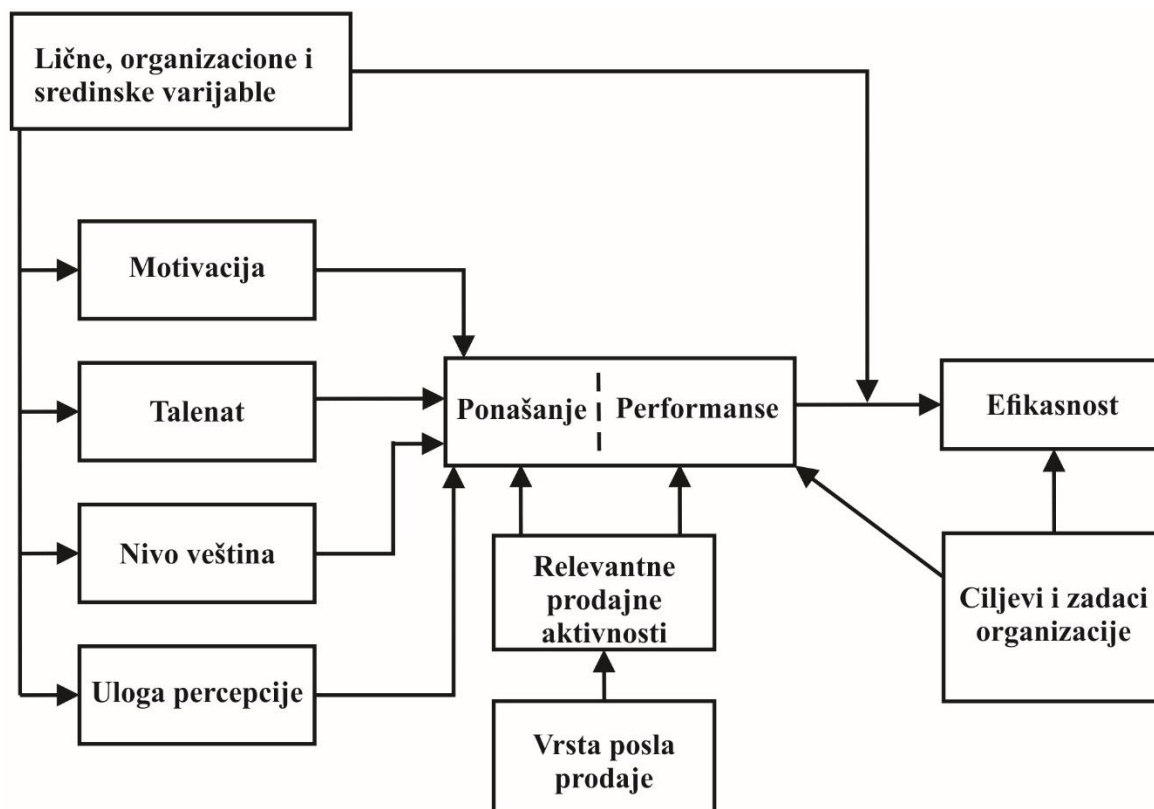 Lične, organizacione i
sredinske varijable
Motivacija
Talenat
Nivo veština
Uloga percepcije
Ponašanje
Performanse
Relevantne
prodajne
aktivnosti
Vrsta posla
prodaje
Efikasnost
Ciljevi i zadaci
organizacije